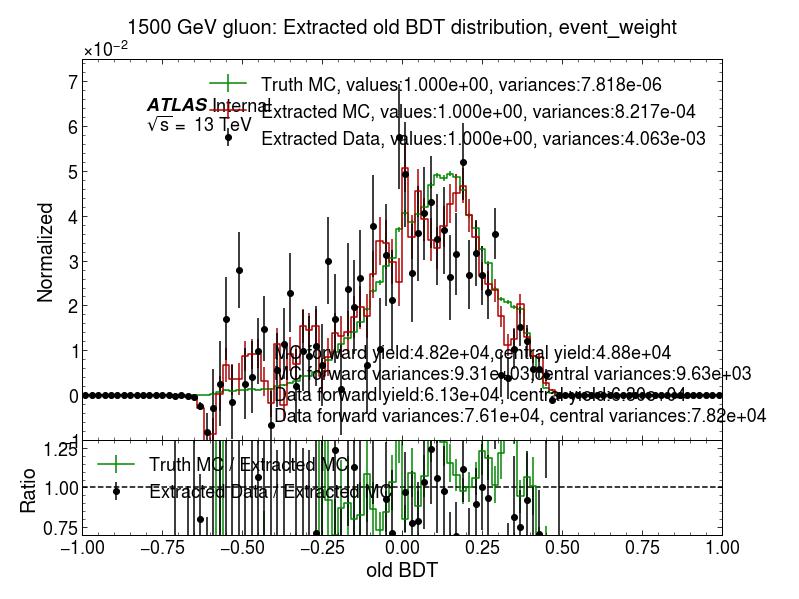 1500 GeV gluon: Extracted old BDT distribution, event_weight
×10⁻²
Truth MC, values:1.000e+00, variances:7.818e-06
ATLAS Internal
Extracted MC, values:1.000e+00, variances:8.217e-04
√s = 13 TeV
Extracted Data, values:1.000e+00, variances:4.063e-03
7
6
5
4
3
2
1
0
−1
Normalized
MC forward yield:4.82e+04,central yield:4.88e+04
MC forward variances:9.31e+03,central variances:9.63e+03
Data forward yield:6.13e+04, central yield:6.20e+04
Data forward variances:7.61e+04, central variances:7.82e+04
1.25
1.00
0.75
Ratio
Truth MC / Extracted MC
Extracted Data / Extracted MC
−1.00 −0.75 −0.50 −0.25 0.00 0.25 0.50 0.75 1.00
old BDT